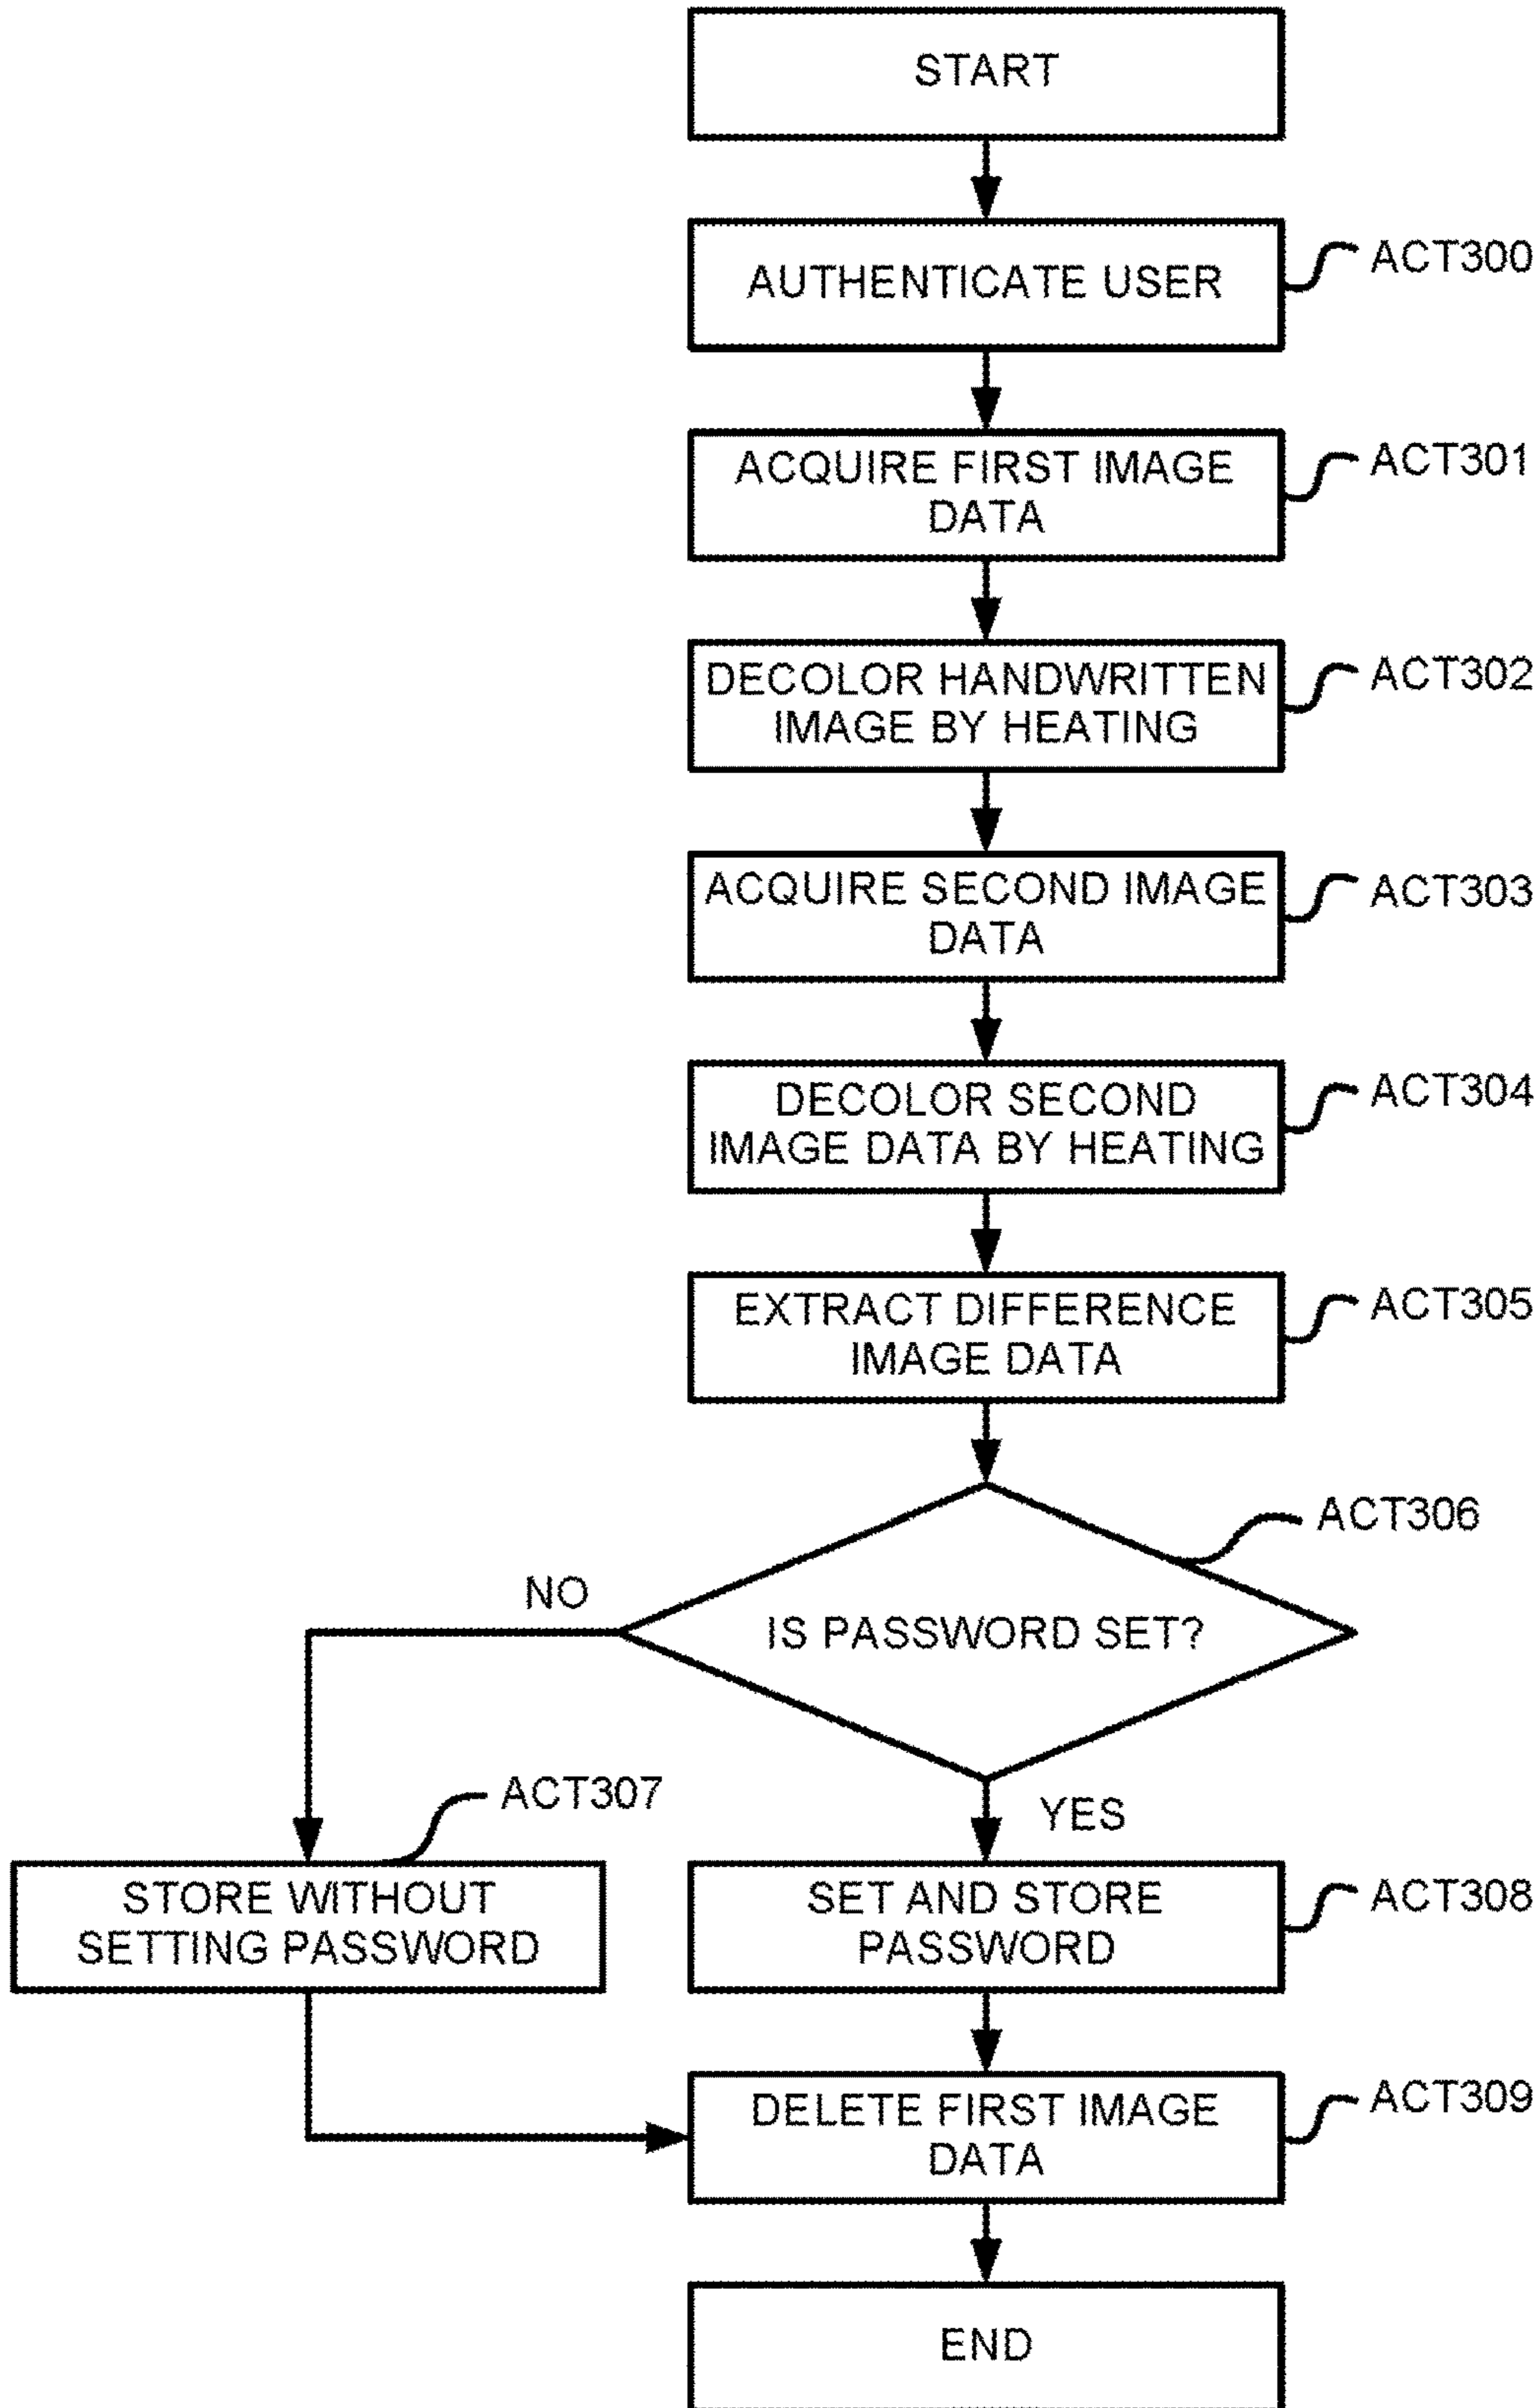 START
AUTHENTICATE USER
ACT300
ACQUIRE FIRST IMAGE
DATA
ACT301
DECOLOR HANDWRITTEN
IMAGE BY HEATING
ACT302
ACQUIRE SECOND IMAGE
DATA
ACT303
DECOLOR SECOND
IMAGE DATA BY HEATING
ACT304
EXTRACT DIFFERENCE
IMAGE DATA
ACT305
ACT306
IS PASSWORD SET?
NO
YES
ACT307
STORE WITHOUT
SETTING PASSWORD
SET AND STORE
PASSWORD
ACT308
DELETE FIRST IMAGE
DATA
ACT309
END